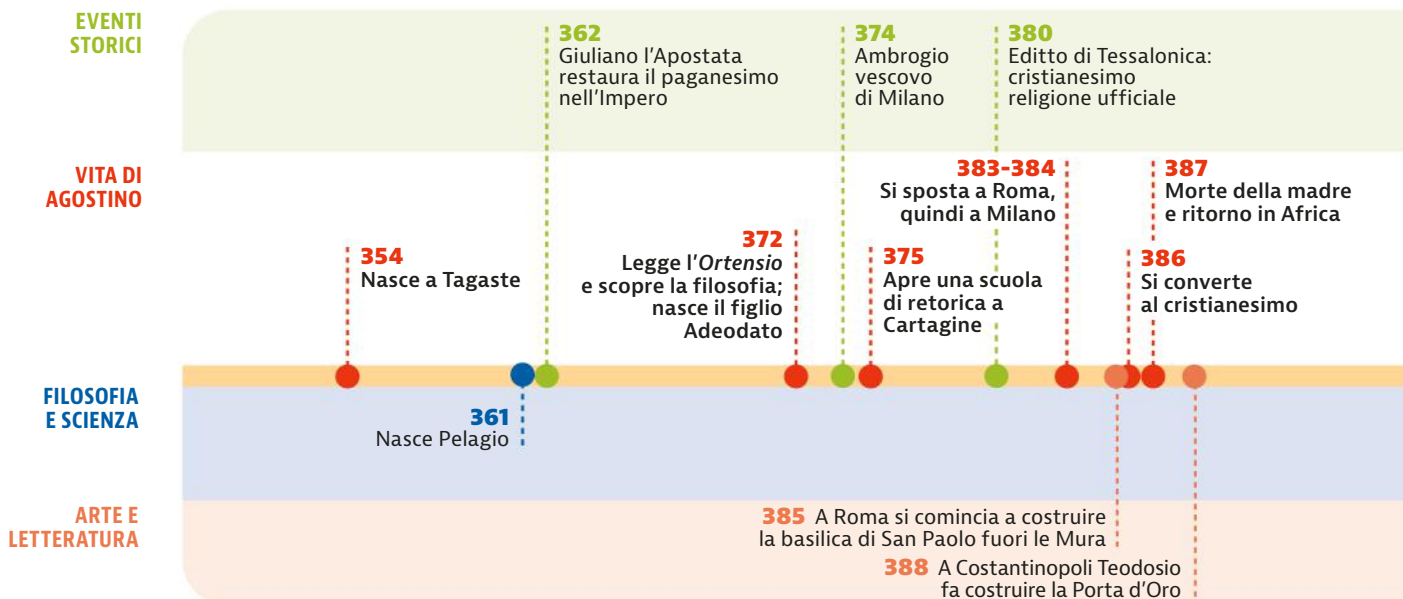 EVENTI
STORICI
362
Giuliano l'Apostata
restaura il paganesimo
nell'Impero
374
Ambrogio
vescovo
di Milano
380
Editto di Tessalonica:
cristianesimo
religione ufficiale
VITA DI
AGOSTINO
354
Nasce a Tagaste
372
Legge l'Ortensio
e scopre la filosofia;
nasce il figlio
Adeodato
375
Apre una scuola
di retorica a
Cartagine
383-384
Si sposta a Roma,
quindi a Milano
386
Si converte
al cristianesimo
387
Morte della madre
e ritorno in Africa
FILOSOFIA
E SCIENZA
361
Nasce Pelagio
ARTE E
LETTERATURA
385 A Roma si comincia a costruire
la basilica di San Paolo fuori le Mura
388 A Costantinopoli Teodosio
fa costruire la Porta d'Oro